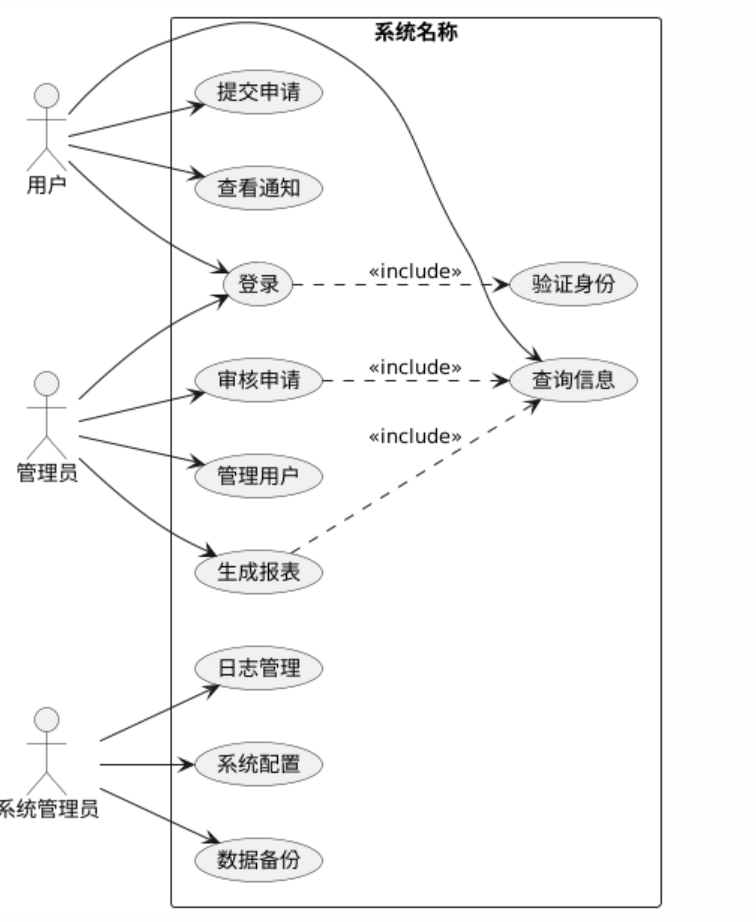 系统名称
提交申请
查看通知
用户
登录
«include»
验证身份
审核申请
«include»
查询信息
«include»
管理员
管理用户
生成报表
日志管理
系统配置
系统管理员
数据备份